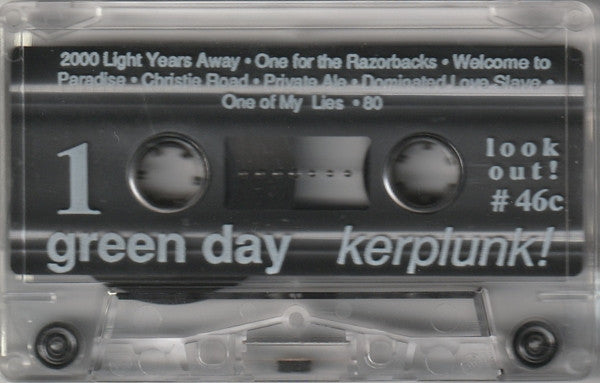 2000 Light Years Away • One for the Razorbacks • Welcome to
Paradise • Christie Road • Private Ale • Dominated Love Slave •
One of My Lies • 80
1
look
out!
# 46c
green day
kerplunk!